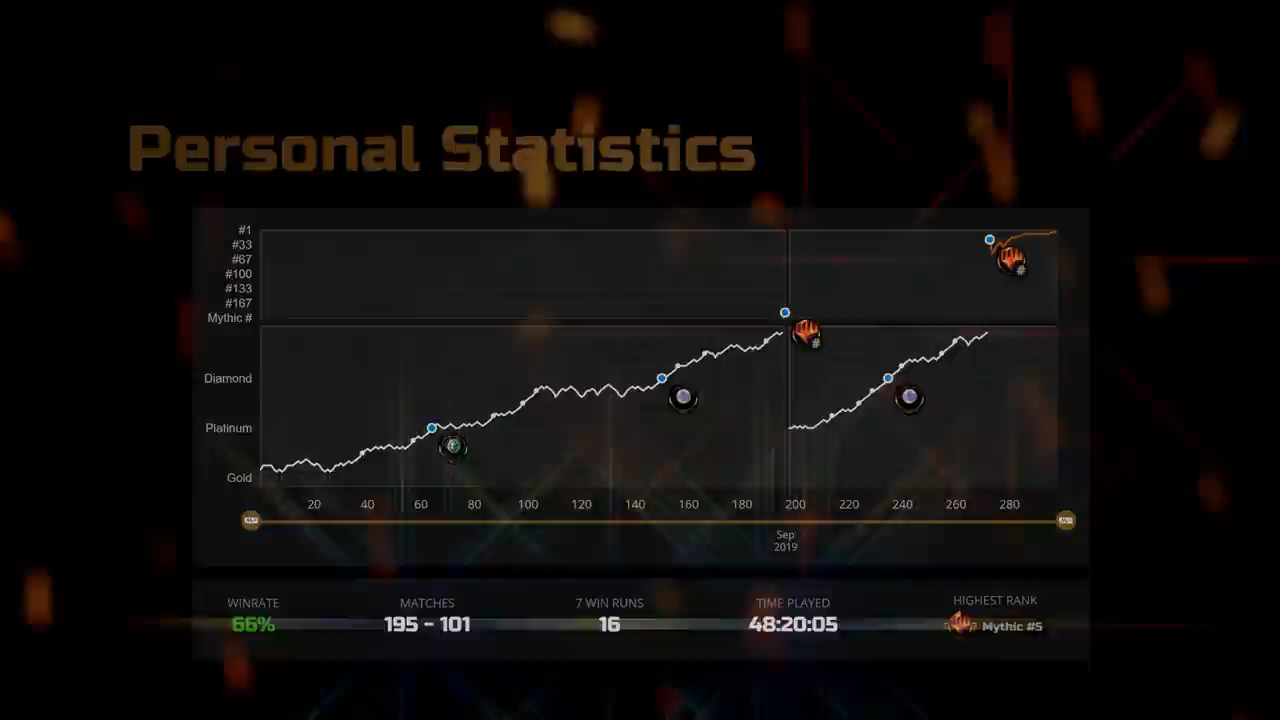 Personal Statistics
#1
#33
#67
#100
#133
#167
Mythic #
Diamond
Platinum
Gold
20 40 60 80 100 120 140 160 180 200 220 240 260 280
Sep
2019
WINRATE MATCHES 7 WIN RUNS TIME PLAYED HIGHEST RANK
66% 195 - 101 16 48:20:05 Mythic #5